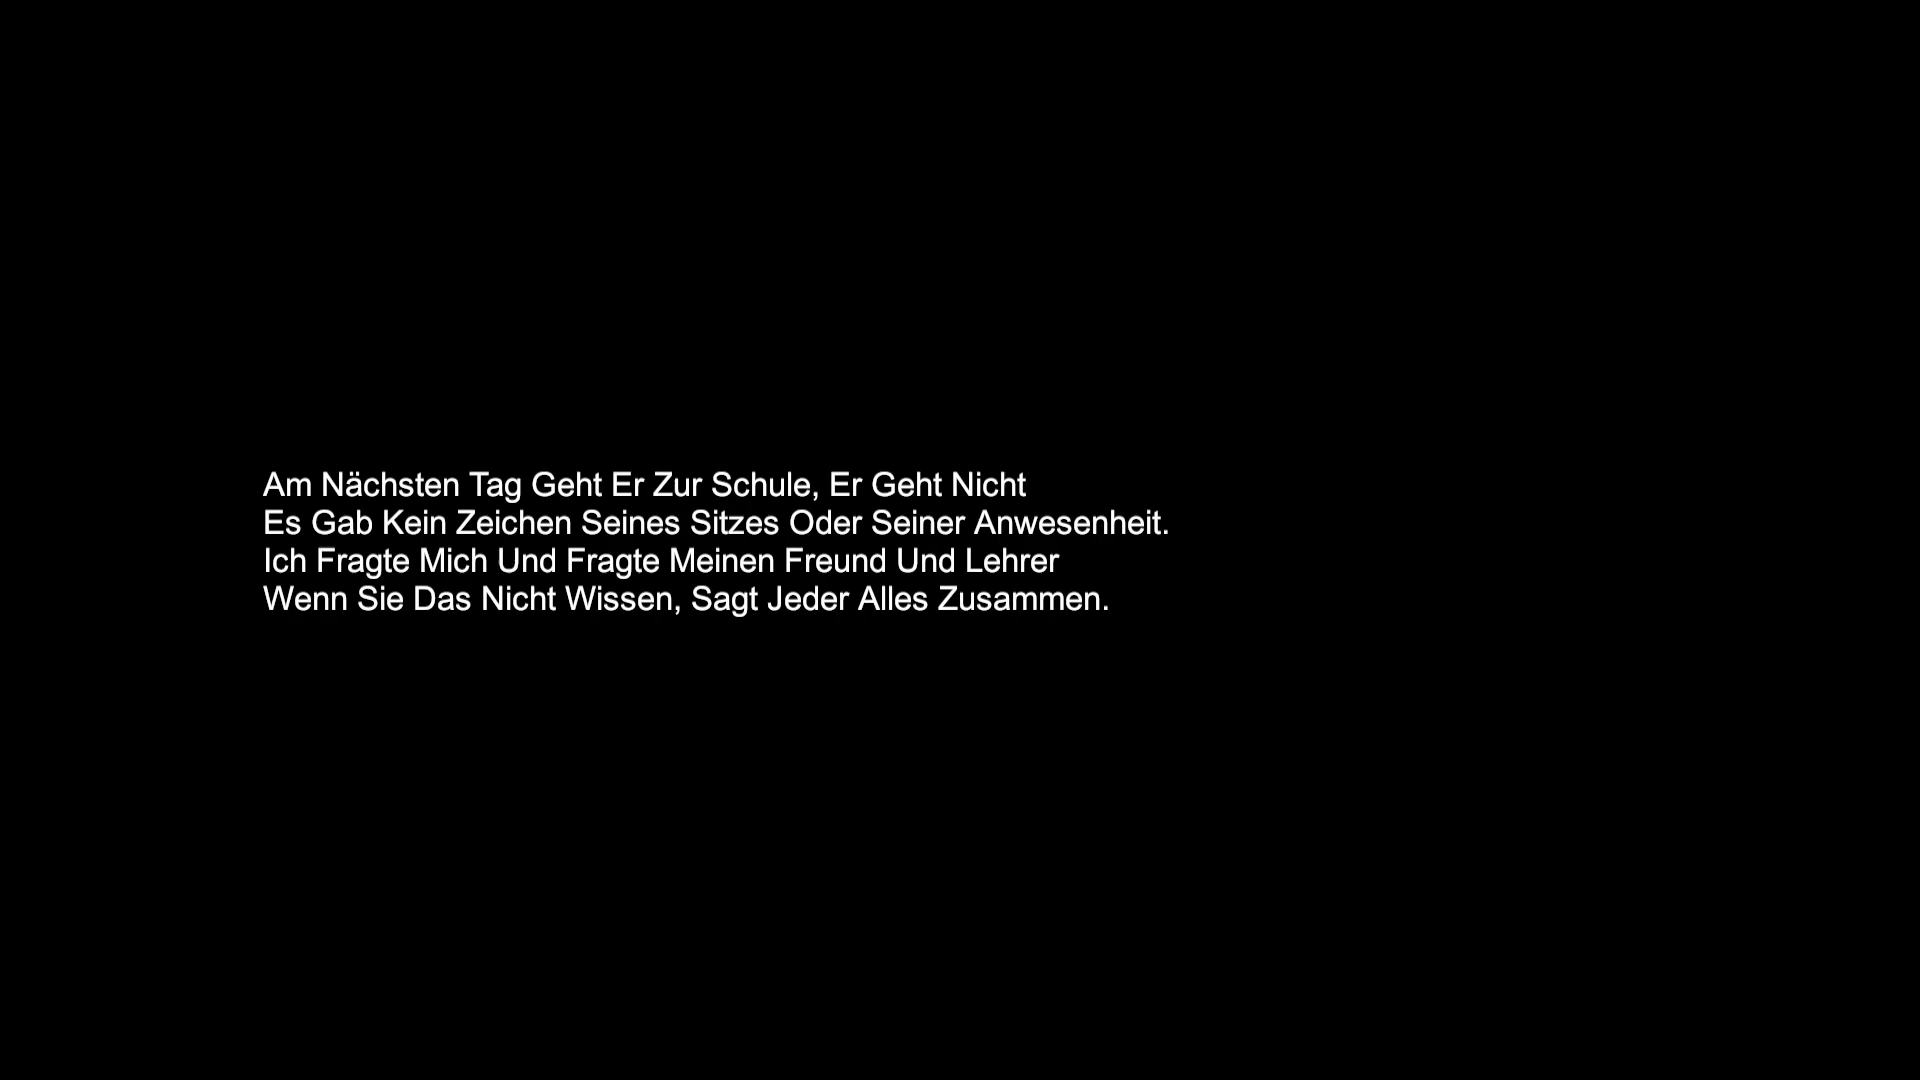 Am Nächsten Tag Geht Er Zur Schule, Er Geht Nicht
Es Gab Kein Zeichen Seines Sitzes Oder Seiner Anwesenheit.
Ich Fragte Mich Und Fragte Meinen Freund Und Lehrer
Wenn Sie Das Nicht Wissen, Sagt Jeder Alles Zusammen.